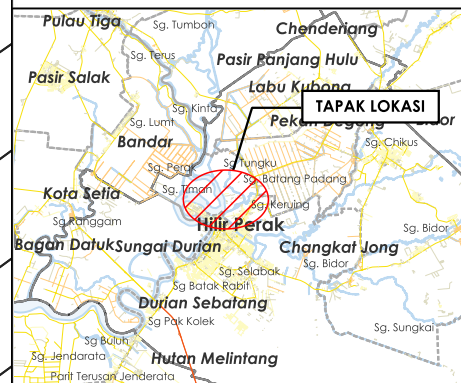 Pulau Tiga
Sg. Tumboh
Chenderiang
Sg. Terus
Pasir Panjang Hulu
Pasir Salak
Labu Kubong
TAPAK LOKASI
Sg. Kinta
Sg. Lumt
Pekan Degong
Bidor
Bandar
Sg. Chikus
Sg. Perak
Sg. Tungku
Sg. Batang Padang
Sg. Timah
Kota Setia
Sg. Keruing
Sg Ranggam
Hilir Perak
Sg. Bidor
Bagan Datuk
Sungai Durian
Changkat Jong
Sg. Bidor
Sg. Selabak
Sg Batak Rabit
Durian Sebatang
Sg Pak Kolek
Sg. Sungkai
Sg Buluh
Sg. Jendarata
Hutan Melintang
Parit Terusan Jenderata